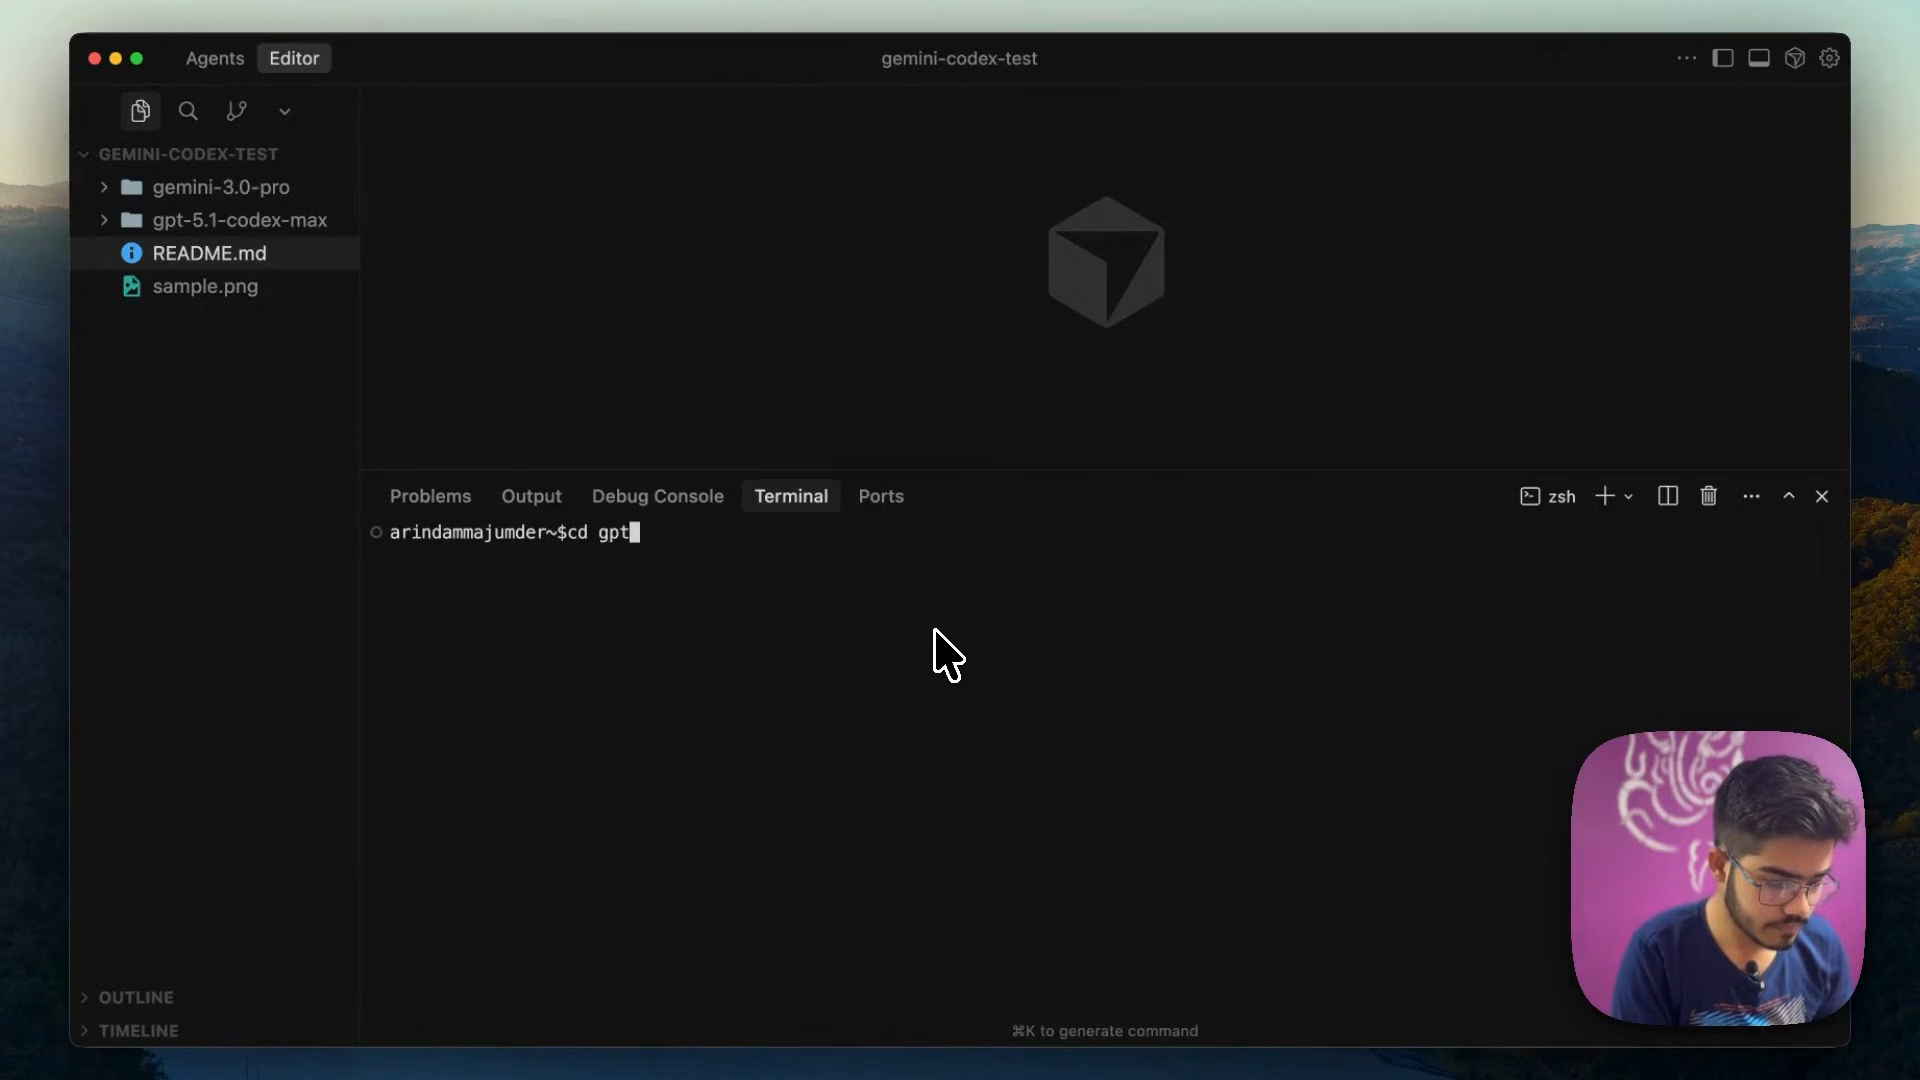 Agents Editor gemini-codex-test
GEMINI-CODEX-TEST
gemini-3.0-pro
gpt-5.1-codex-max
README.md
sample.png
Problems Output Debug Console Terminal Ports zsh
arindammajumder~$cd gpt
OUTLINE
TIMELINE
⌘K to generate command